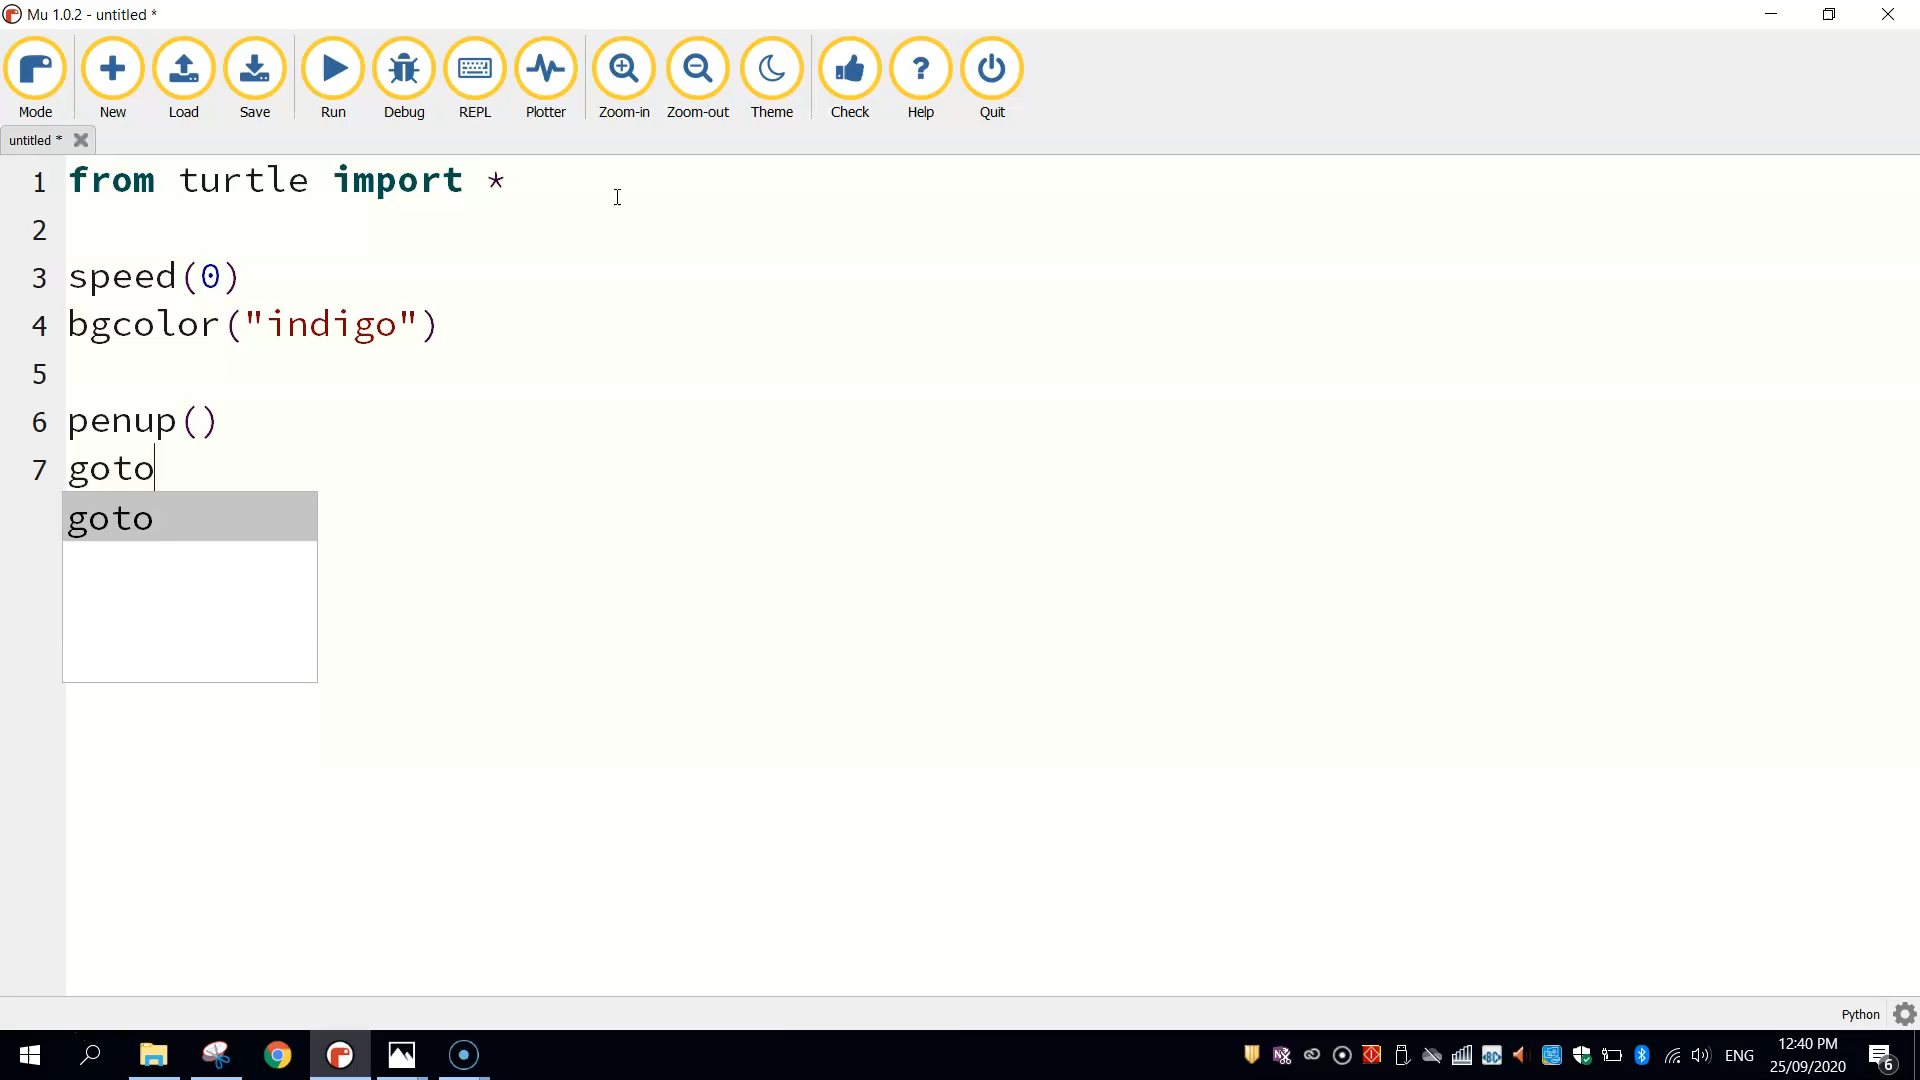 Mu 1.0.2 - untitled *
Mode New Load Save Run Debug REPL Plotter Zoom-in Zoom-out Theme Check Help Quit
untitled *
1 from turtle import *
2
3 speed(0)
4 bgcolor("indigo")
5
6 penup()
7 goto
goto
Python
ENG
12:40 PM
25/09/2020
6